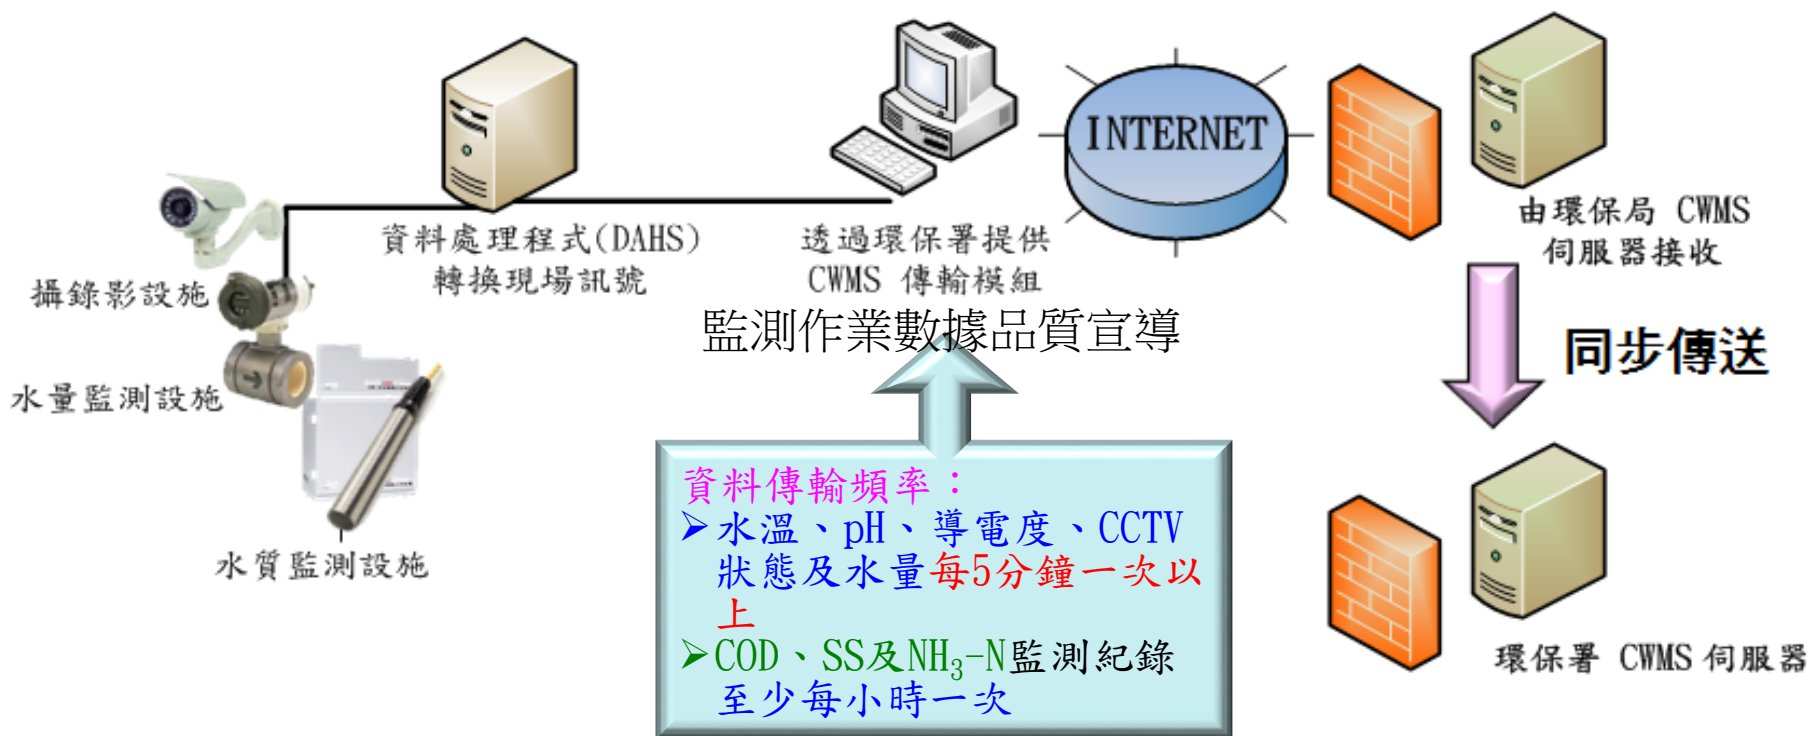 攝錄影設施
水量監測設施
水質監測設施
資料處理程式(DAHS)
轉換現場訊號
透過環保署提供
CWMS 傳輸模組
INTERNET
由環保局 CWMS
伺服器接收
同步傳送
環保署 CWMS 伺服器
監測作業數據品質宣導
資料傳輸頻率：
➢水溫、pH、導電度、CCTV
狀態及水量每5分鐘一次以
上
➢COD、SS及NH₃-N監測紀錄
至少每小時一次